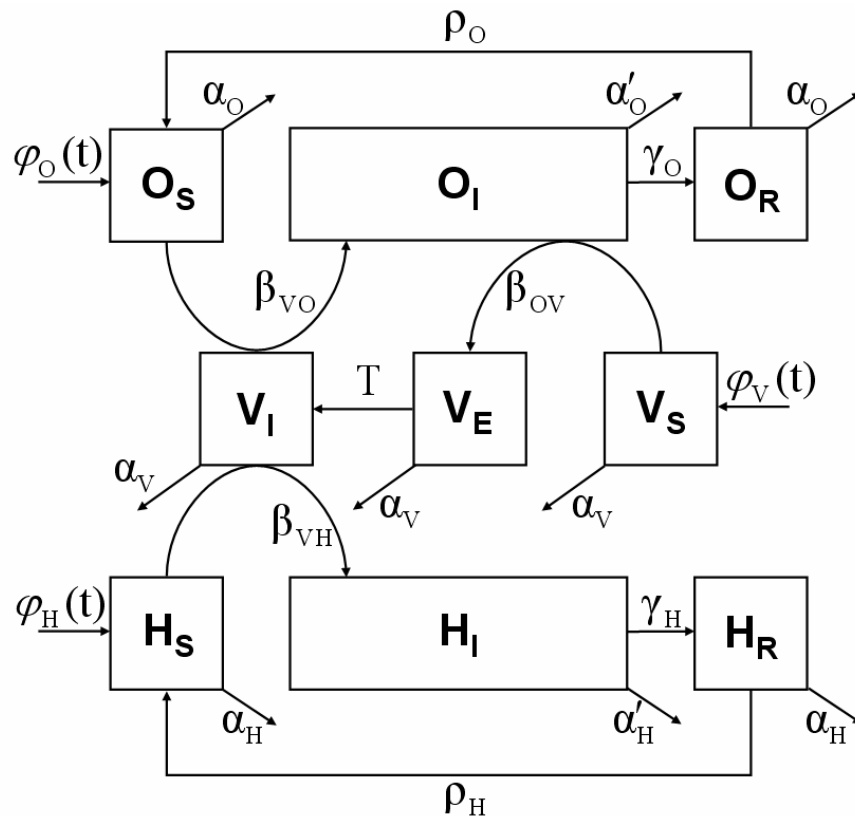 ρ_O
α_O α′_O α_O
φ_O(t) O_S O_I γ_O O_R
β_VO β_OV
V_I T V_E V_S φ_V(t)
α_V α_V α_V
β_VH
φ_H(t) H_S H_I γ_H H_R
α_H α′_H α_H
ρ_H